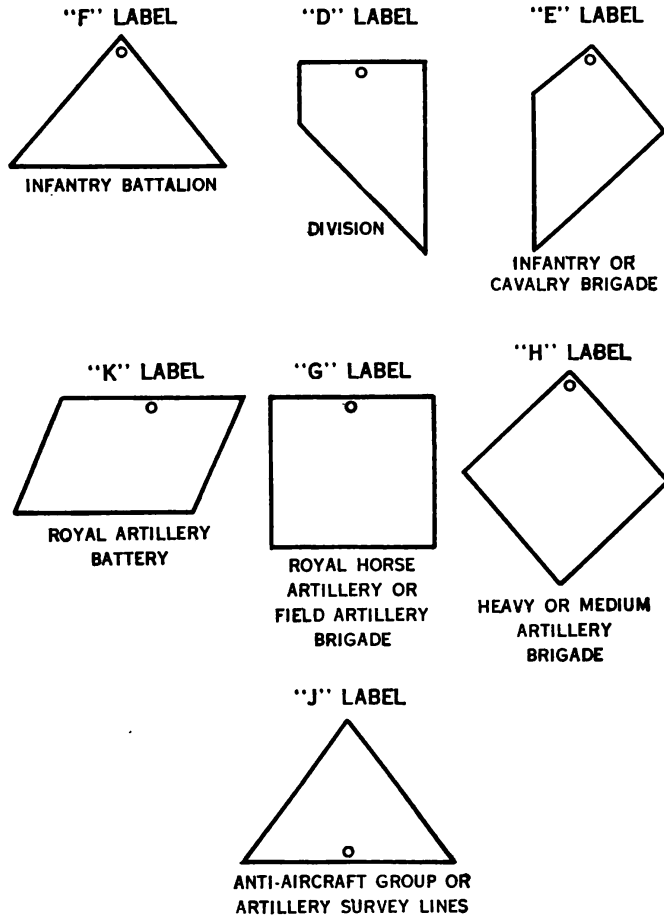 "F" LABEL
INFANTRY BATTALION
"D" LABEL
DIVISION
"E" LABEL
INFANTRY OR
CAVALRY BRIGADE
"K" LABEL
ROYAL ARTILLERY
BATTERY
"G" LABEL
ROYAL HORSE
ARTILLERY OR
FIELD ARTILLERY
BRIGADE
"H" LABEL
HEAVY OR MEDIUM
ARTILLERY
BRIGADE
"J" LABEL
ANTI-AIRCRAFT GROUP OR
ARTILLERY SURVEY LINES